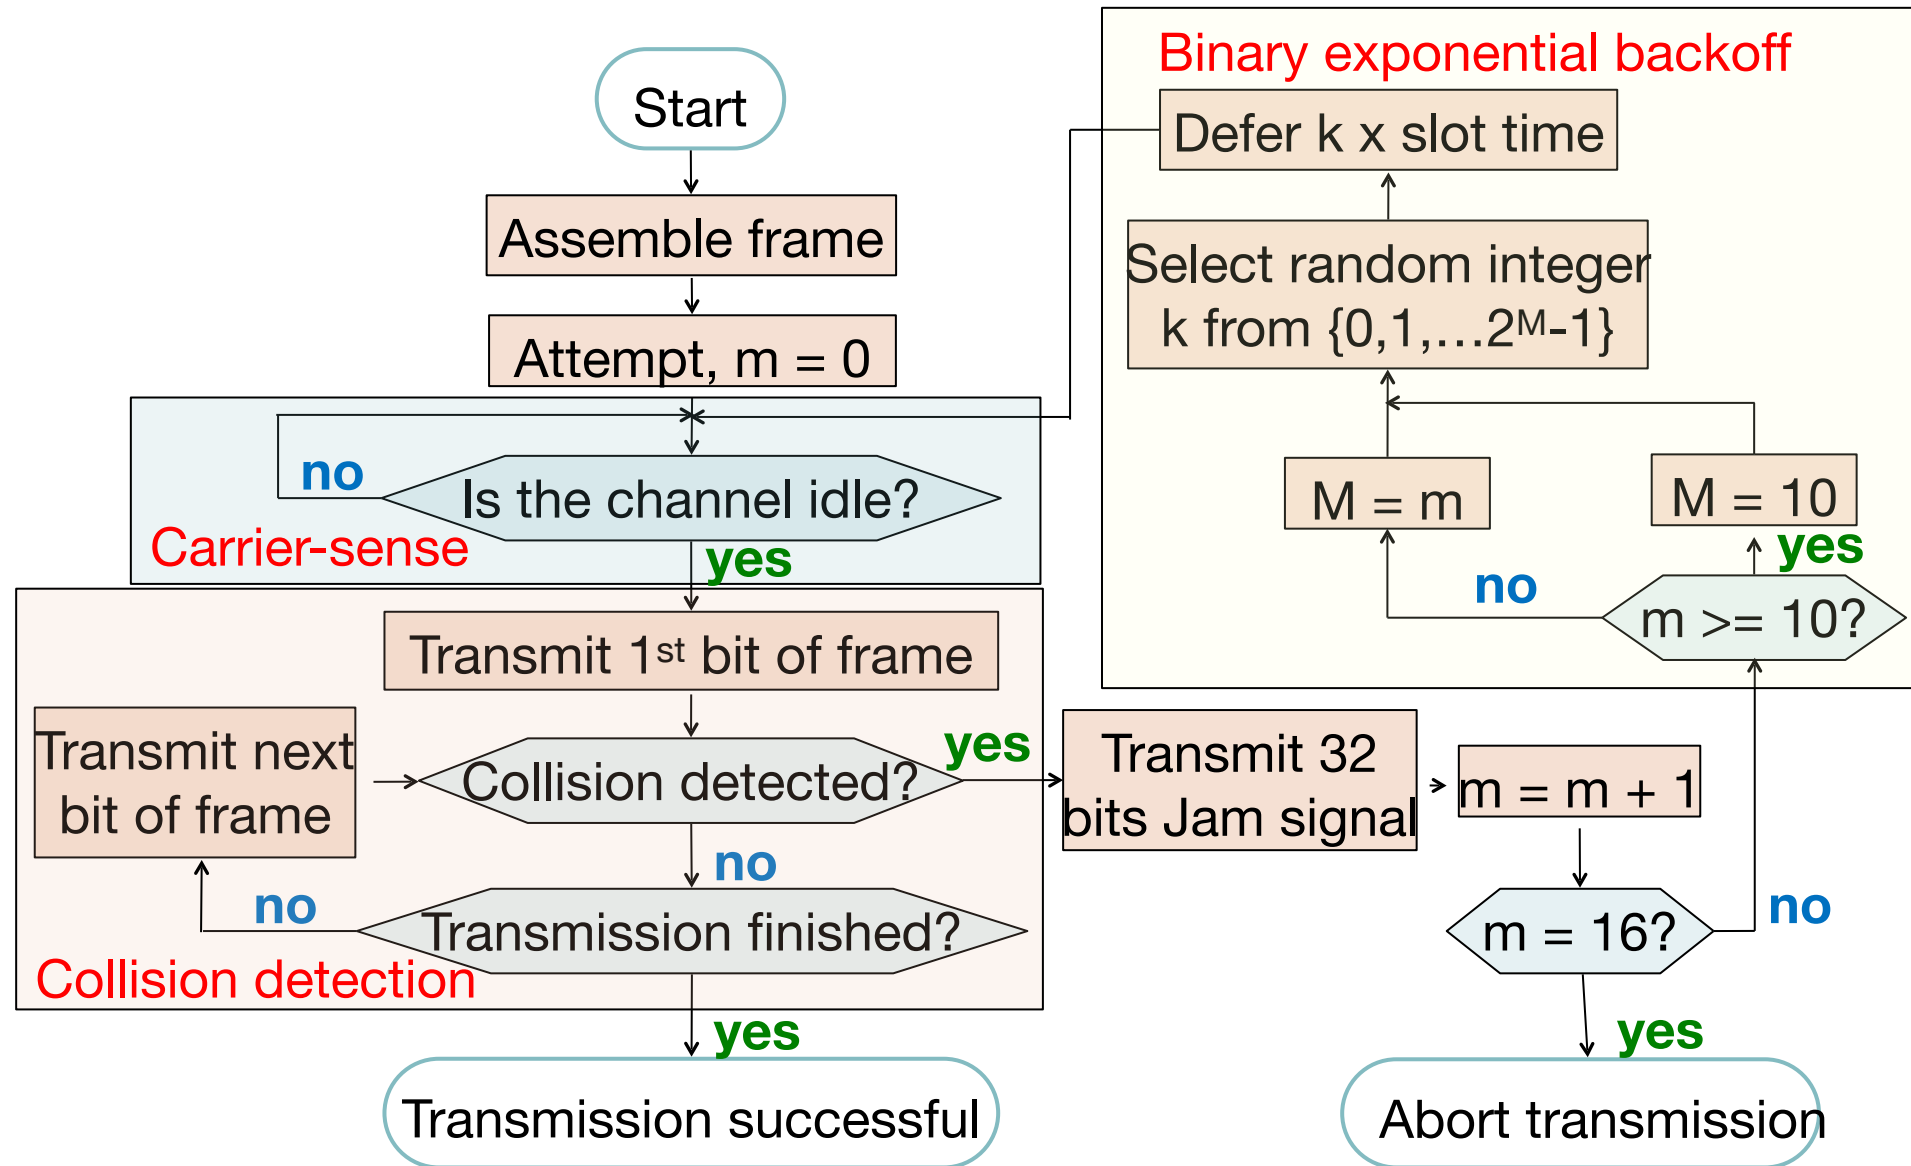 Start
Assemble frame
Attempt, m = 0
no
Is the channel idle?
Carrier-sense
yes
Transmit 1st bit of frame
Transmit next
bit of frame
Collision detected?
yes
no
no
Transmission finished?
Collision detection
yes
Transmission successful
Transmit 32
bits Jam signal
m = m + 1
m = 16?
no
yes
Abort transmission
Binary exponential backoff
Defer k x slot time
Select random integer
k from {0,1,...2ᴹ-1}
M = m
M = 10
yes
no
m >= 10?